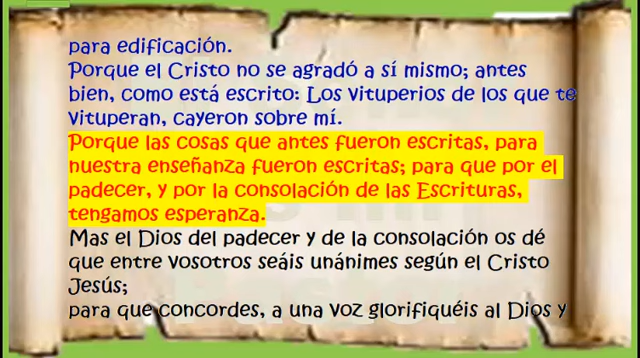 para edificación.
Porque el Cristo no se agradó a sí mismo; antes
bien, como está escrito: Los vituperios de los que te
vituperan, cayeron sobre mí.
Porque las cosas que antes fueron escritas, para
nuestra enseñanza fueron escritas; para que por el
padecer, y por la consolación de las Escrituras,
tengamos esperanza.
Mas el Dios del padecer y de la consolación os dé
que entre vosotros seáis unánimes según el Cristo
Jesús;
para que concordes, a una voz glorifiquéis al Dios y